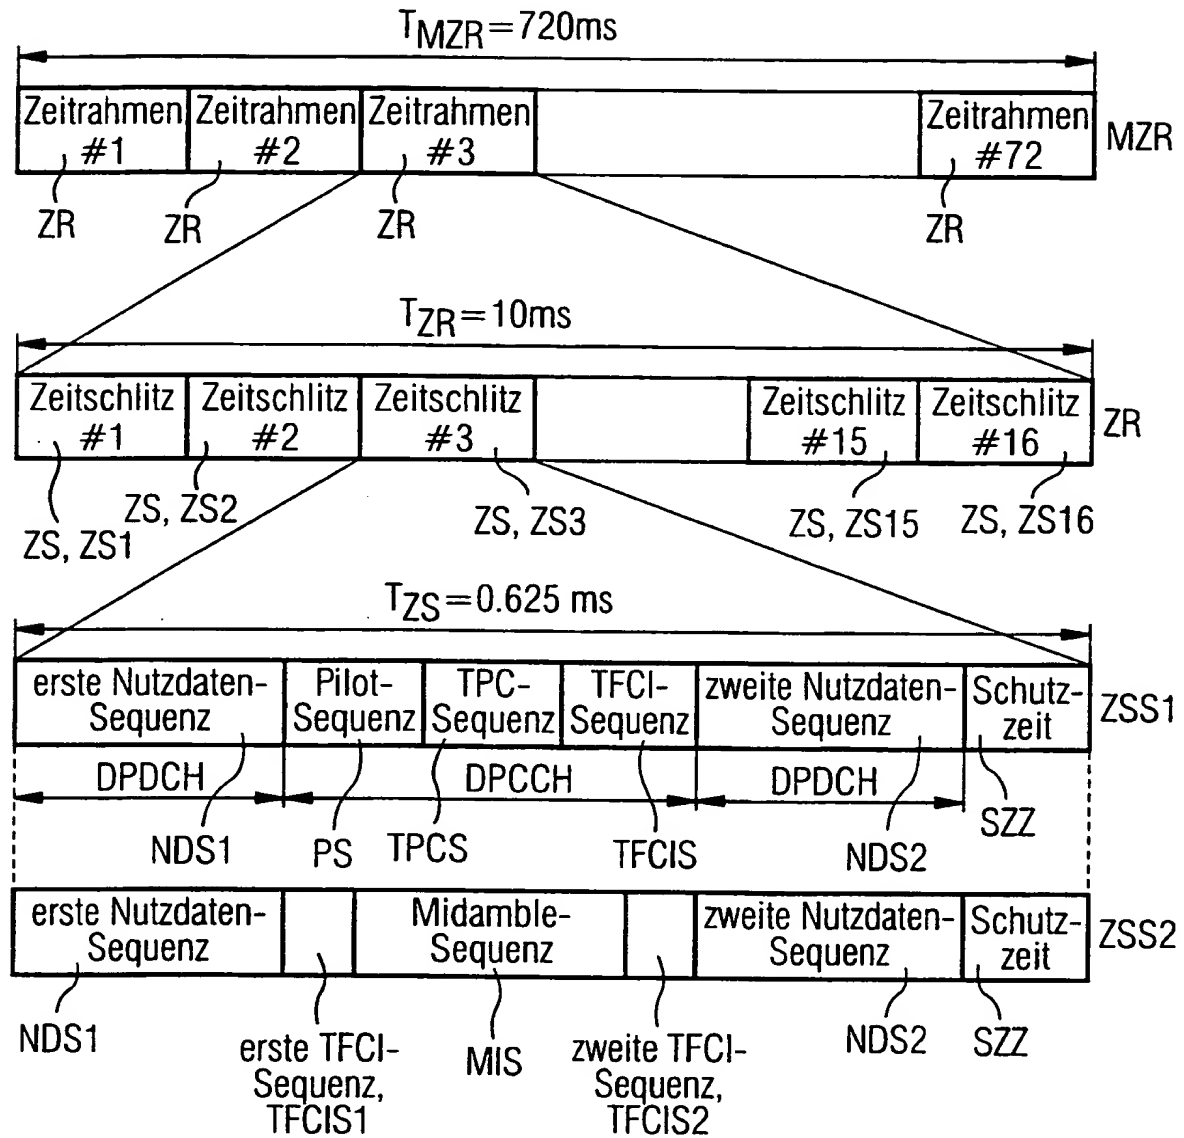 TMZR=720ms
Zeitrahmen #1
Zeitrahmen #2
Zeitrahmen #3
Zeitrahmen #72
MZR
ZR
ZR
ZR
ZR
TZR=10ms
Zeitschlitz #1
Zeitschlitz #2
Zeitschlitz #3
Zeitschlitz #15
Zeitschlitz #16
ZR
ZS, ZS1
ZS, ZS2
ZS, ZS3
ZS, ZS15
ZS, ZS16
TZS=0.625 ms
erste Nutzdaten-
Sequenz
Pilot-
Sequenz
TPC-
Sequenz
TFCI-
Sequenz
zweite Nutzdaten-
Sequenz
Schutz-
zeit
ZSS1
DPDCH
DPCCH
DPDCH
NDS1
PS
TPCS
TFCIS
NDS2
SZZ
erste Nutzdaten-
Sequenz
Midamble-
Sequenz
zweite Nutzdaten-
Sequenz
Schutz-
zeit
ZSS2
NDS1
erste TFCI-
Sequenz,
TFCIS1
MIS
zweite TFCI-
Sequenz,
TFCIS2
NDS2
SZZ